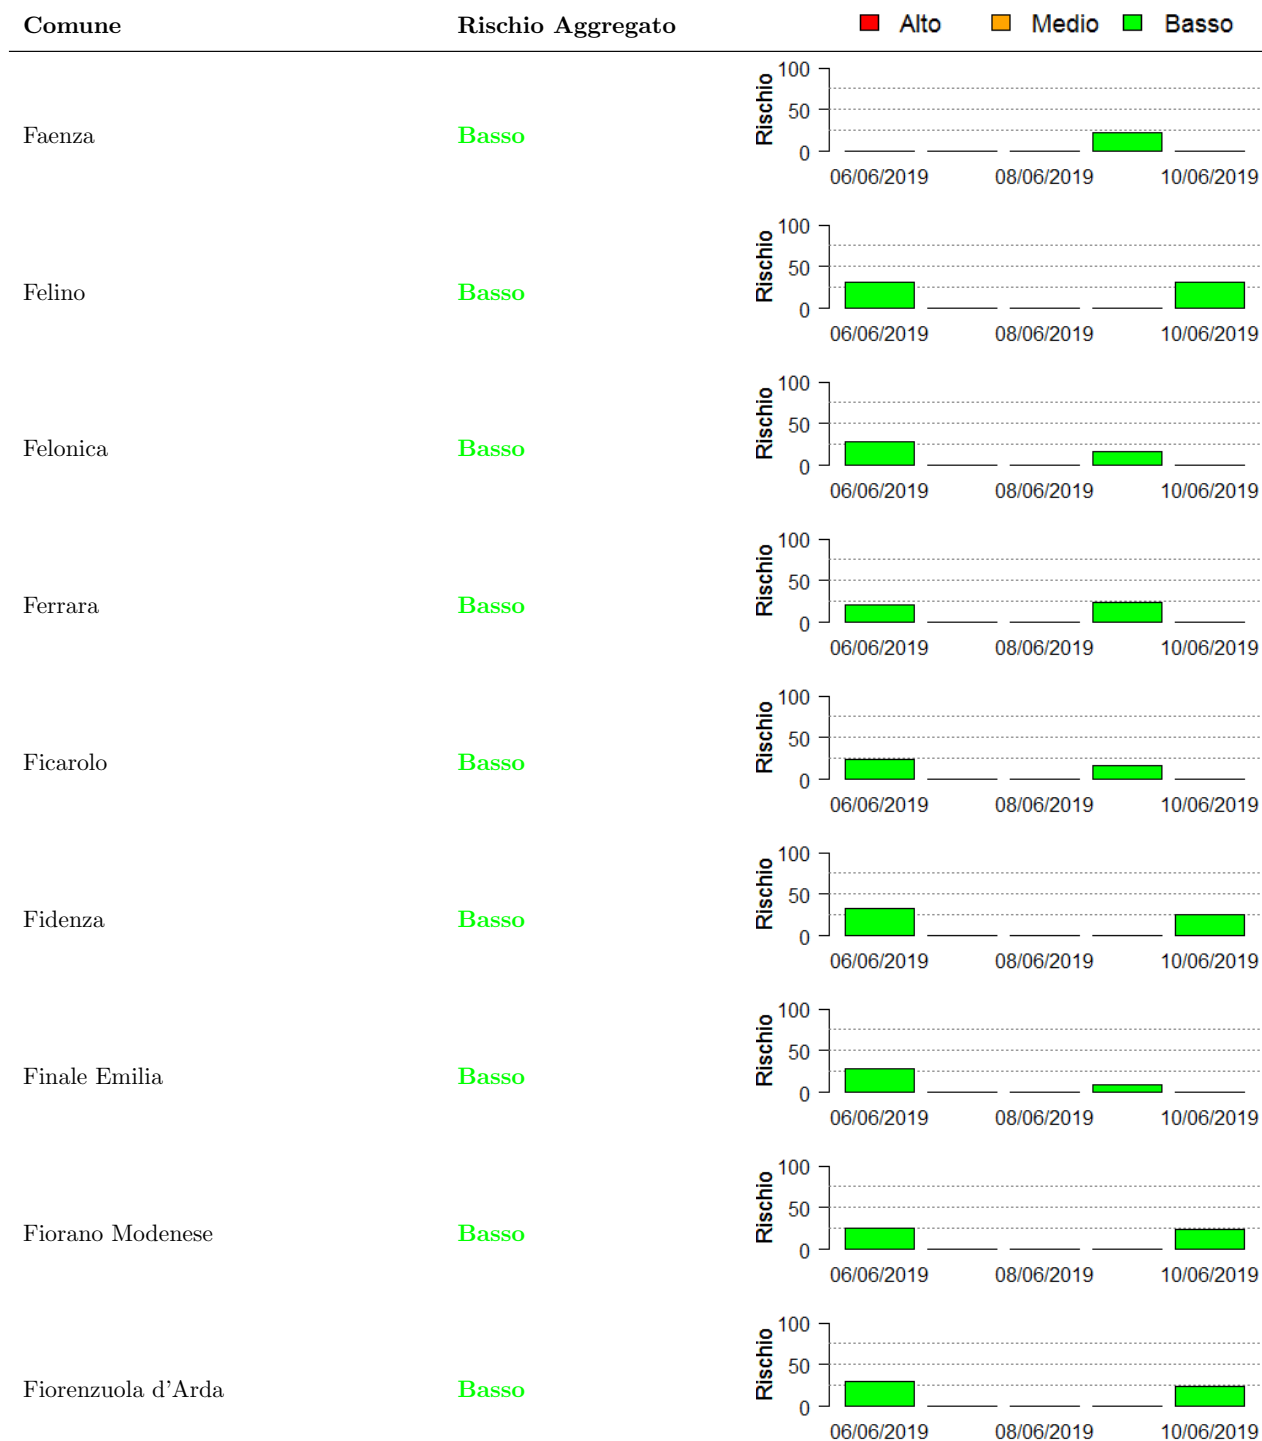 Comune Rischio Aggregato Alto Medio Basso
Faenza Basso Rischio 100 50 0
06/06/2019 08/06/2019 10/06/2019
Felino Basso Rischio 100 50 0
06/06/2019 08/06/2019 10/06/2019
Felonica Basso Rischio 100 50 0
06/06/2019 08/06/2019 10/06/2019
Ferrara Basso Rischio 100 50 0
06/06/2019 08/06/2019 10/06/2019
Ficarolo Basso Rischio 100 50 0
06/06/2019 08/06/2019 10/06/2019
Fidenza Basso Rischio 100 50 0
06/06/2019 08/06/2019 10/06/2019
Finale Emilia Basso Rischio 100 50 0
06/06/2019 08/06/2019 10/06/2019
Fiorano Modenese Basso Rischio 100 50 0
06/06/2019 08/06/2019 10/06/2019
Fiorenzuola d'Arda Basso Rischio 100 50 0
06/06/2019 08/06/2019 10/06/2019